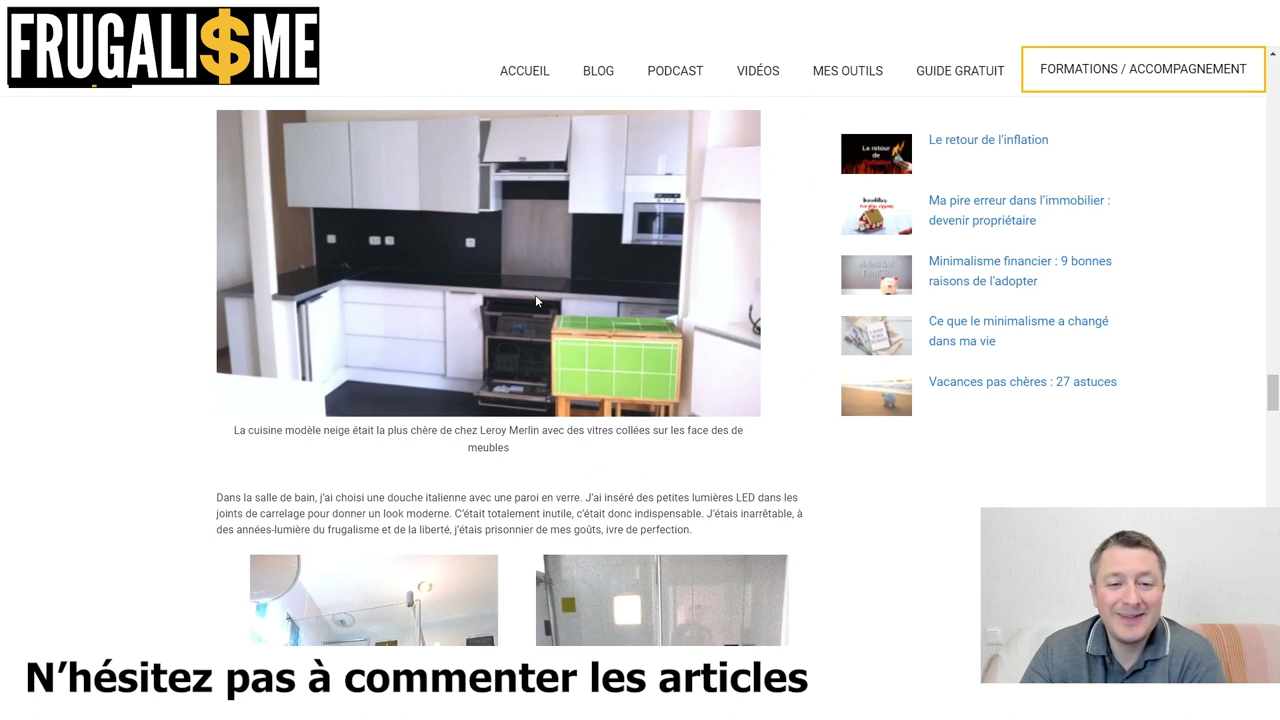 FRUGALI$ME
ACCUEIL BLOG PODCAST VIDÉOS MES OUTILS GUIDE GRATUIT FORMATIONS / ACCOMPAGNEMENT
Le retour de l'inflation
Ma pire erreur dans l'immobilier :
devenir propriétaire
Minimalisme financier : 9 bonnes
raisons de l'adopter
Ce que le minimalisme a changé
dans ma vie
Vacances pas chères : 27 astuces
La cuisine modèle neige était la plus chère de chez Leroy Merlin avec des vitres collées sur les face des de
meubles
Dans la salle de bain, j'ai choisi une douche italienne avec une paroi en verre. J'ai inséré des petites lumières LED dans les
joints de carrelage pour donner un look moderne. C'était totalement inutile, c'était donc indispensable. J'étais inarrêtable, à
des années-lumière du frugalisme et de la liberté, j'étais prisonnier de mes goûts, ivre de perfection.
N'hésitez pas à commenter les articles